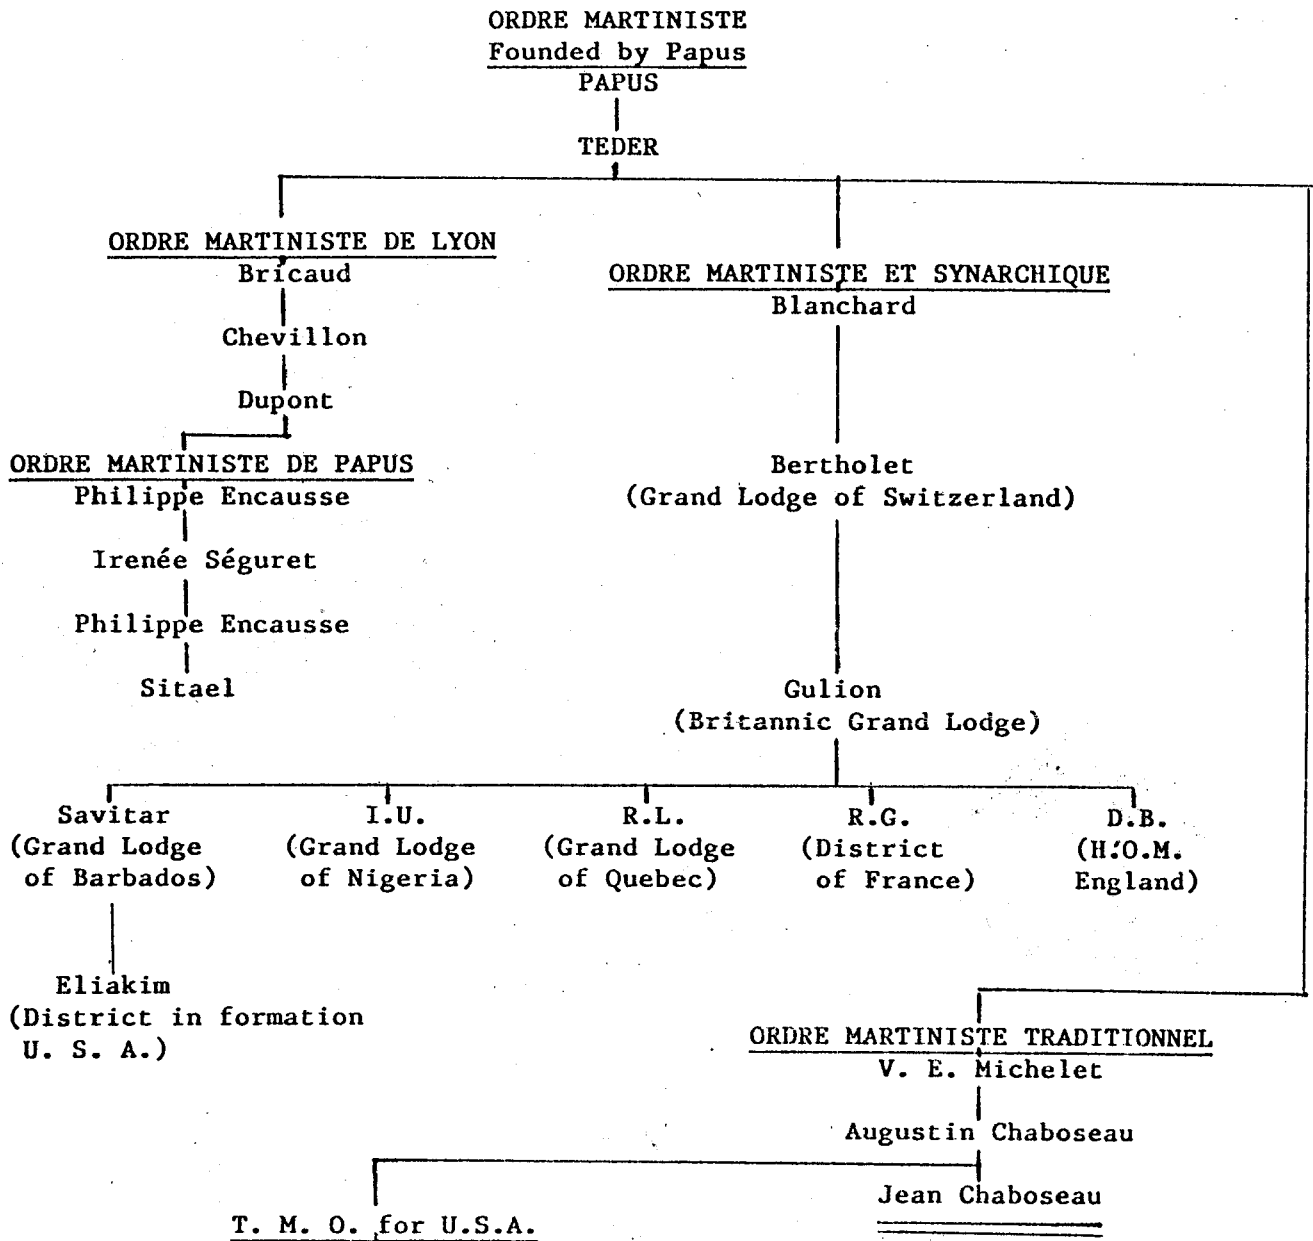 ORDRE MARTINISTE
Founded by Papus
PAPUS
TEDER
ORDRE MARTINISTE DE LYON
Bricaud
Chevillon
Dupont
ORDRE MARTINISTE DE PAPUS
Philippe Encausse
Irenée Séguret
Philippe Encausse
Sitael
ORDRE MARTINISTE ET SYNARCHIQUE
Blanchard
Bertholet
(Grand Lodge of Switzerland)
Gulion
(Britannic Grand Lodge)
Savitar
(Grand Lodge
of Barbados)
I.U.
(Grand Lodge
of Nigeria)
R.L.
(Grand Lodge
of Quebec)
R.G.
(District
of France)
D.B.
(H.O.M.
England)
Eliakim
(District in formation
U. S. A.)
ORDRE MARTINISTE TRADITIONNEL
V. E. Michelet
Augustin Chaboseau
Jean Chaboseau
T. M. O. for U.S.A.